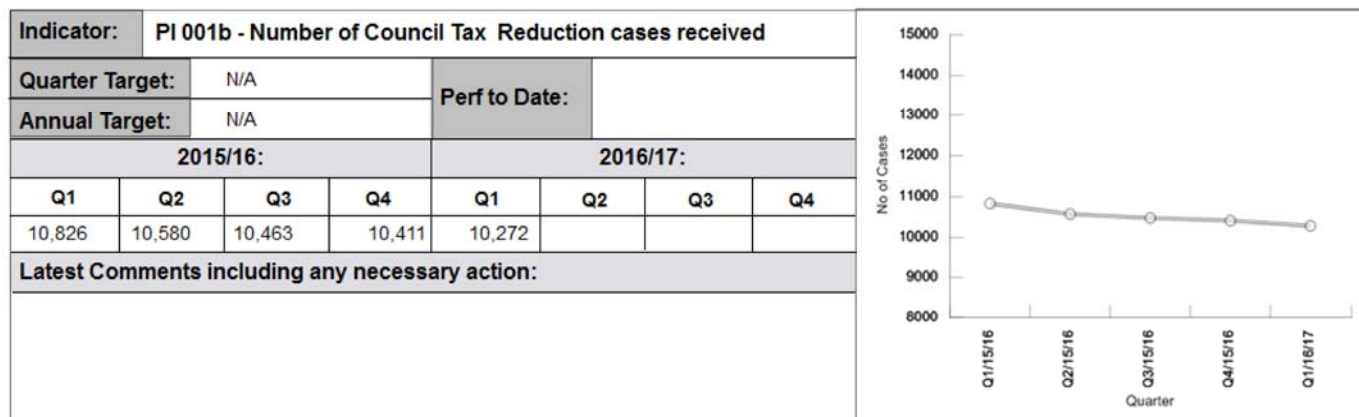 Indicator: PI 001b - Number of Council Tax Reduction cases received
Quarter Target: N/A
Perf to Date:
Annual Target: N/A
2015/16: 2016/17:
Q1 Q2 Q3 Q4 Q1 Q2 Q3 Q4
10,826 10,580 10,463 10,411 10,272
Latest Comments including any necessary action:
15000
14000
13000
12000
11000
10000
9000
8000
No of Cases
Q1/15/16
Q2/15/16
Q3/15/16
Q4/15/16
Q1/16/17
Quarter